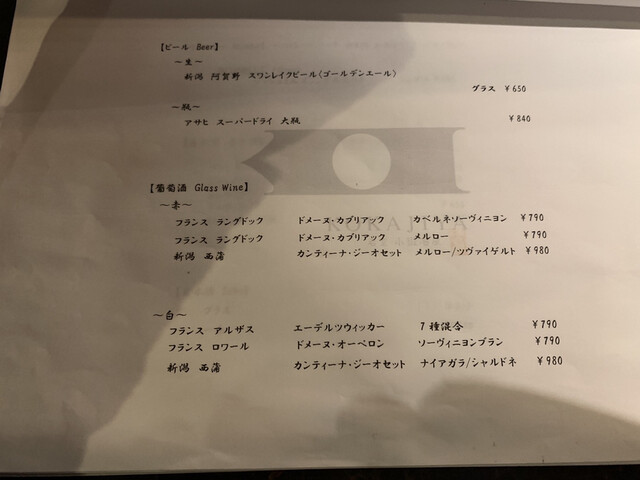 【ビール Beer】
～生～
新潟 阿賀野 スワンレイクビール(ゴールデンエール)
グラス ¥650
～瓶～
アサヒ スーパードライ 大瓶 ¥840
【葡萄酒 Glass Wine】
～赤～
フランス ラングドック ドメーヌ・カブリアック カベルネソーヴィニヨン ¥790
フランス ラングドック ドメーヌ・カブリアック メルロー ¥790
KOKAJIYA
新潟 西蒲 カンティーナ・ジーオセット メルロー/ツヴァイゲルト ¥980
～白～
フランス アルザス エーデルツウィッカー 7種混合 ¥790
フランス ロワール ドメーヌ・オーベロン ソーヴィニヨンブラン ¥790
新潟 西蒲 カンティーナ・ジーオセット ナイアガラ/シャルドネ ¥980